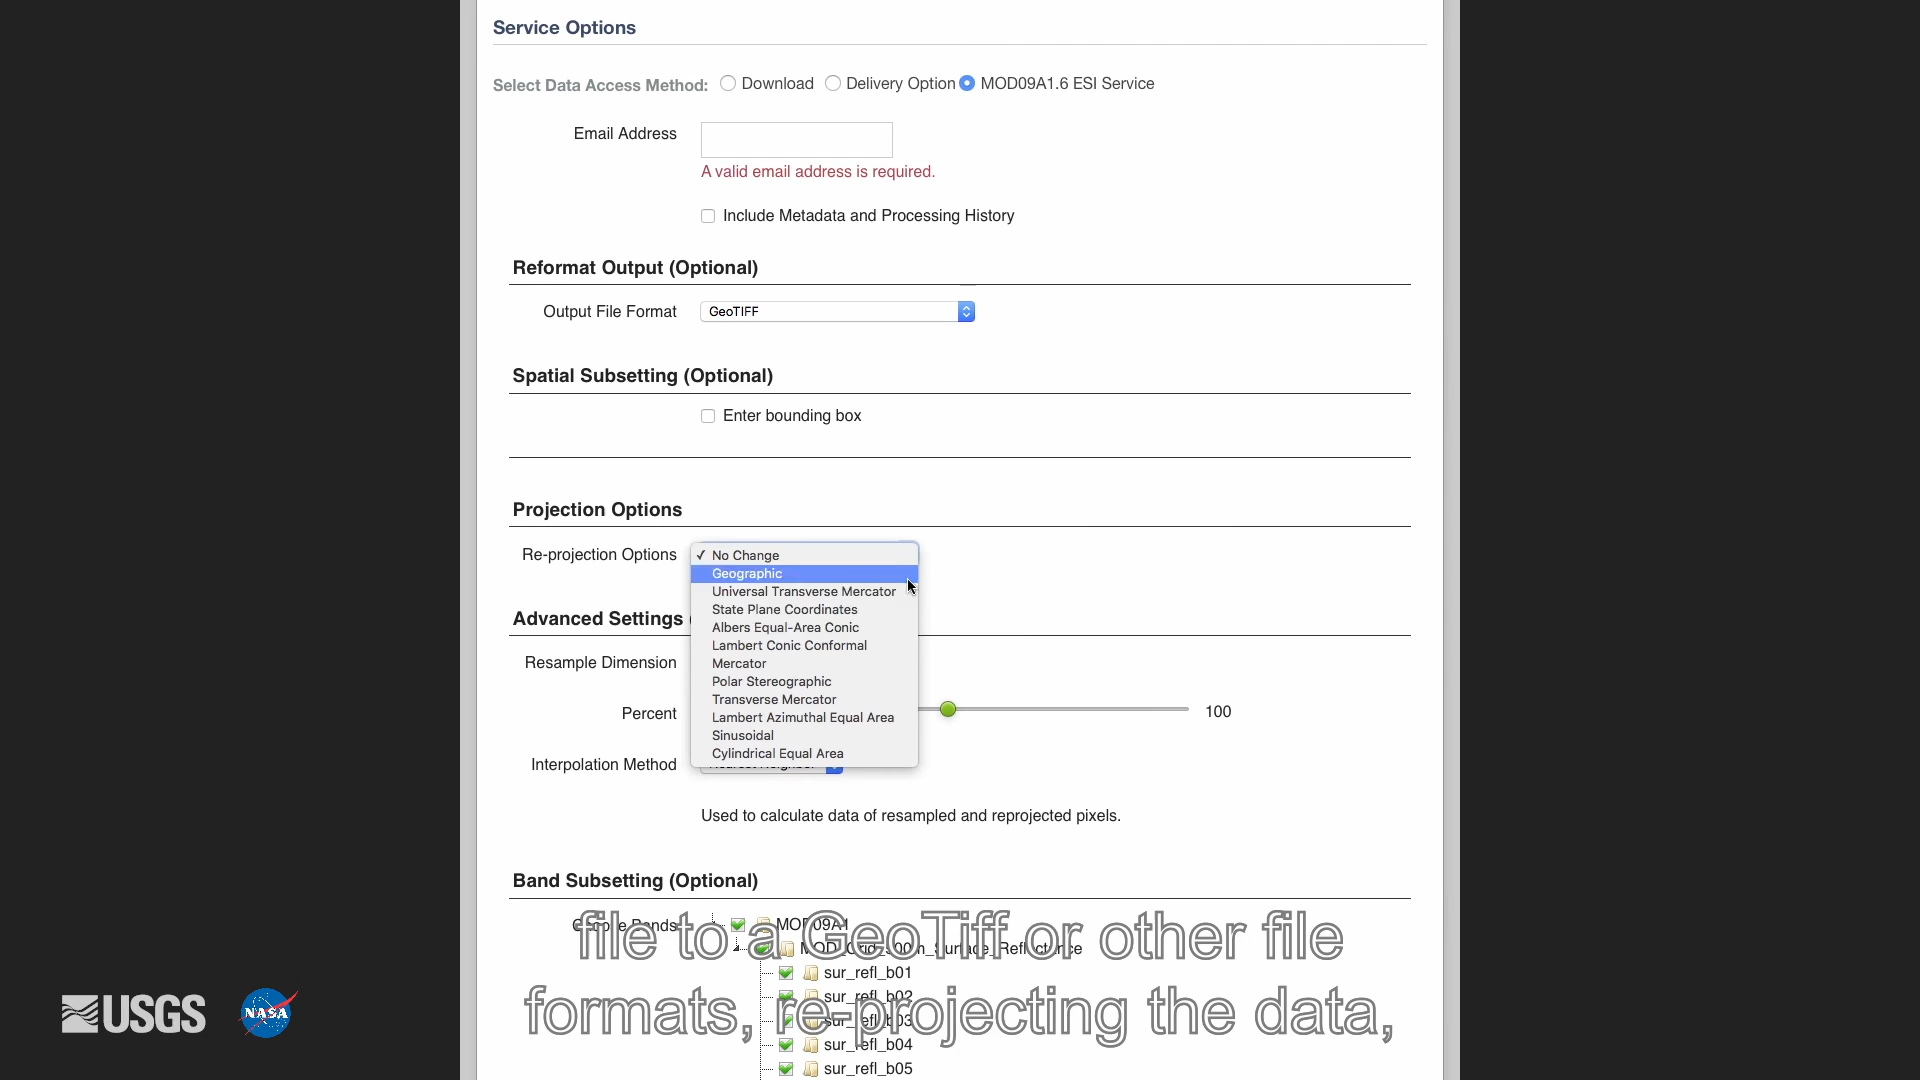 Service Options
Select Data Access Method: Download Delivery Option MOD09A1.6 ESI Service
Email Address
A valid email address is required.
Include Metadata and Processing History
Reformat Output (Optional)
Output File Format GeoTIFF
Spatial Subsetting (Optional)
Enter bounding box
Projection Options
Re-projection Options ✓ No Change
Geographic
Universal Transverse Mercator
State Plane Coordinates
Albers Equal-Area Conic
Lambert Conic Conformal
Mercator
Polar Stereographic
Transverse Mercator
Lambert Azimuthal Equal Area
Sinusoidal
Cylindrical Equal Area
Advanced Settings
Resample Dimension
Percent 100
Interpolation Method
Used to calculate data of resampled and reprojected pixels.
Band Subsetting (Optional)
MOD09A1
sur_refl_b01
sur_refl_b02
sur_refl_b03
sur_refl_b04
sur_refl_b05
file to a GeoTiff or other file
formats, re-projecting the data,
USGS NASA